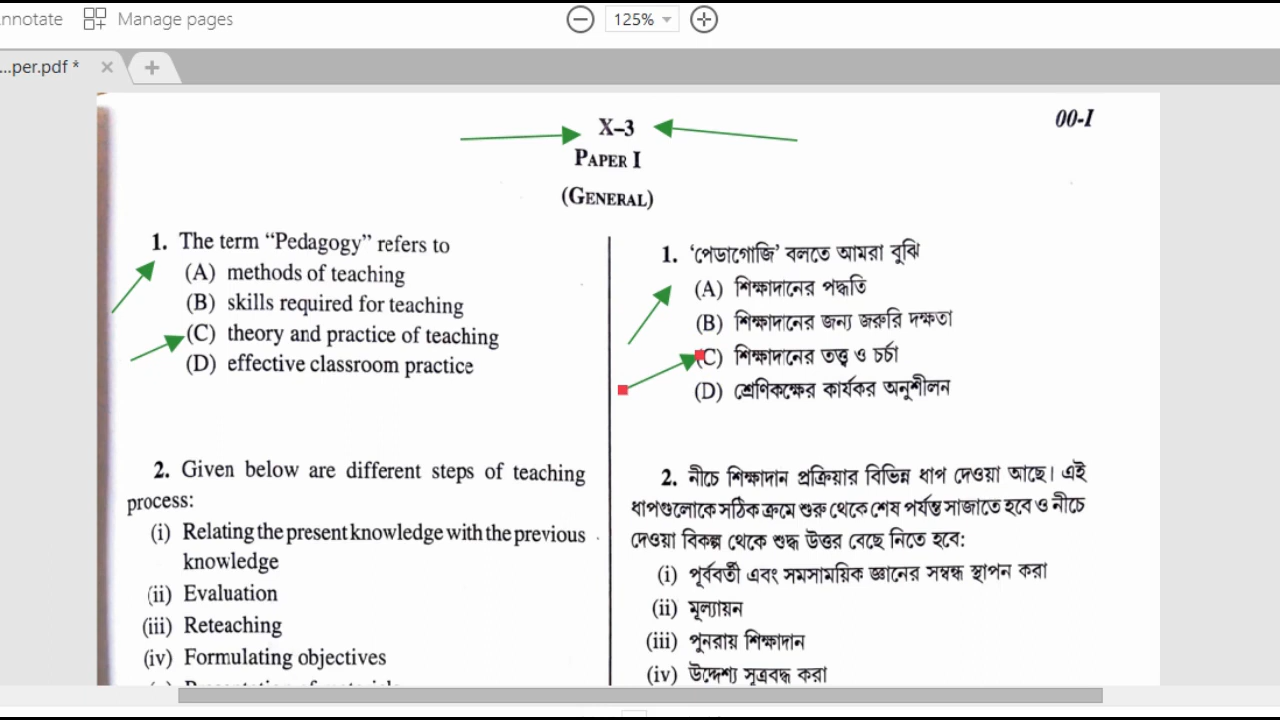 nnotate
Manage pages
125%
...per.pdf *
X–3
00-I
PAPER I
(GENERAL)
1. The term “Pedagogy” refers to
(A) methods of teaching
(B) skills required for teaching
(C) theory and practice of teaching
(D) effective classroom practice
2. Given below are different steps of teaching
process:
(i) Relating the present knowledge with the previous
knowledge
(ii) Evaluation
(iii) Reteaching
(iv) Formulating objectives
1. ‘পেডাগোজি’ বলতে আমরা বুঝি
(A) শিক্ষাদানের পদ্ধতি
(B) শিক্ষাদানের জন্য জরুরি দক্ষতা
(C) শিক্ষাদানের তত্ত্ব ও চর্চা
(D) শ্রেণিকক্ষের কার্যকর অনুশীলন
2. নীচে শিক্ষাদান প্রক্রিয়ার বিভিন্ন ধাপ দেওয়া আছে। এই
ধাপগুলোকে সঠিক ক্রমে শুরু থেকে শেষ পর্যন্ত সাজাতে হবে ও নীচে
দেওয়া বিকল্প থেকে শুদ্ধ উত্তর বেছে নিতে হবে:
(i) পূর্ববর্তী এবং সমসাময়িক জ্ঞানের সম্বন্ধ স্থাপন করা
(ii) মূল্যায়ন
(iii) পুনরায় শিক্ষাদান
(iv) উদ্দেশ্য সূত্রবদ্ধ করা